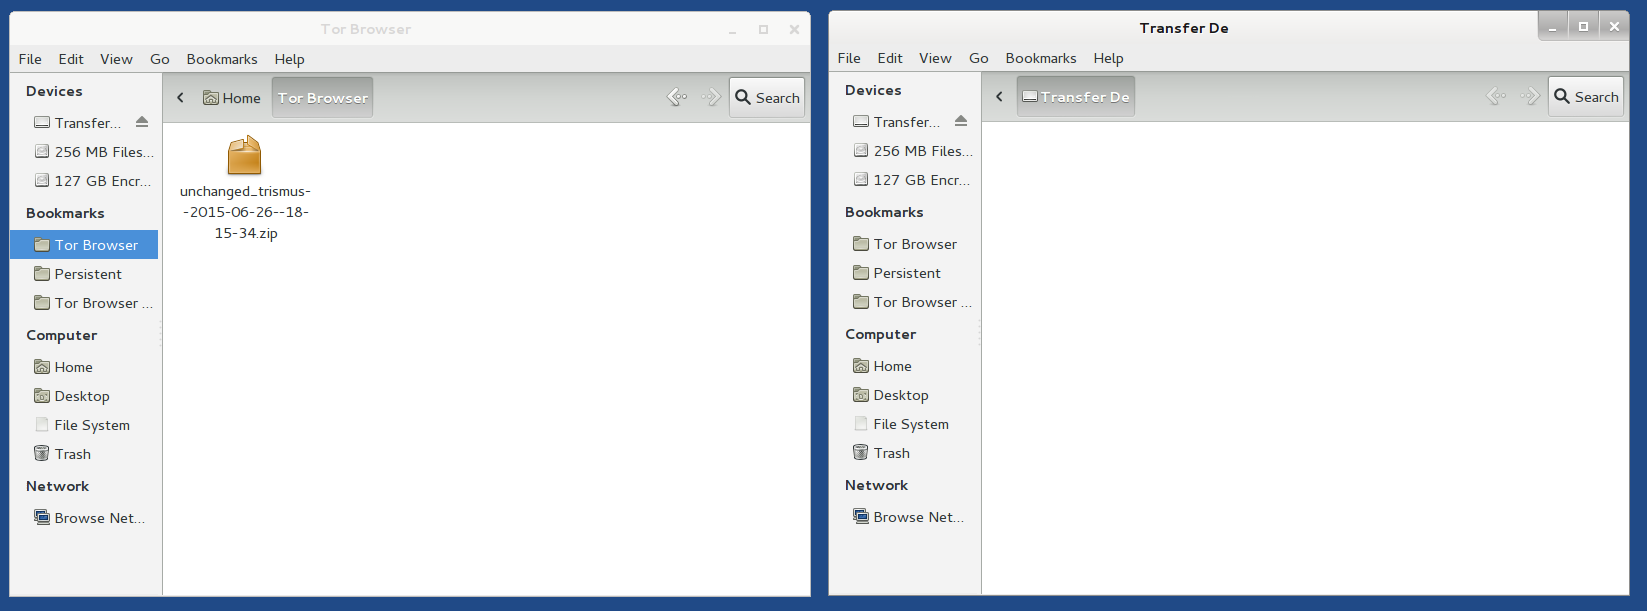 Tor Browser
File Edit View Go Bookmarks Help
Devices
Transfer...
256 MB Files...
127 GB Encr...
Bookmarks
Tor Browser
Persistent
Tor Browser ...
Computer
Home
Desktop
File System
Trash
Network
Browse Net...
Home Tor Browser Search
unchanged_trismus-
-2015-06-26--18-
15-34.zip
Transfer De
File Edit View Go Bookmarks Help
Devices
Transfer...
256 MB Files...
127 GB Encr...
Bookmarks
Tor Browser
Persistent
Tor Browser ...
Computer
Home
Desktop
File System
Trash
Network
Browse Net...
Transfer De Search